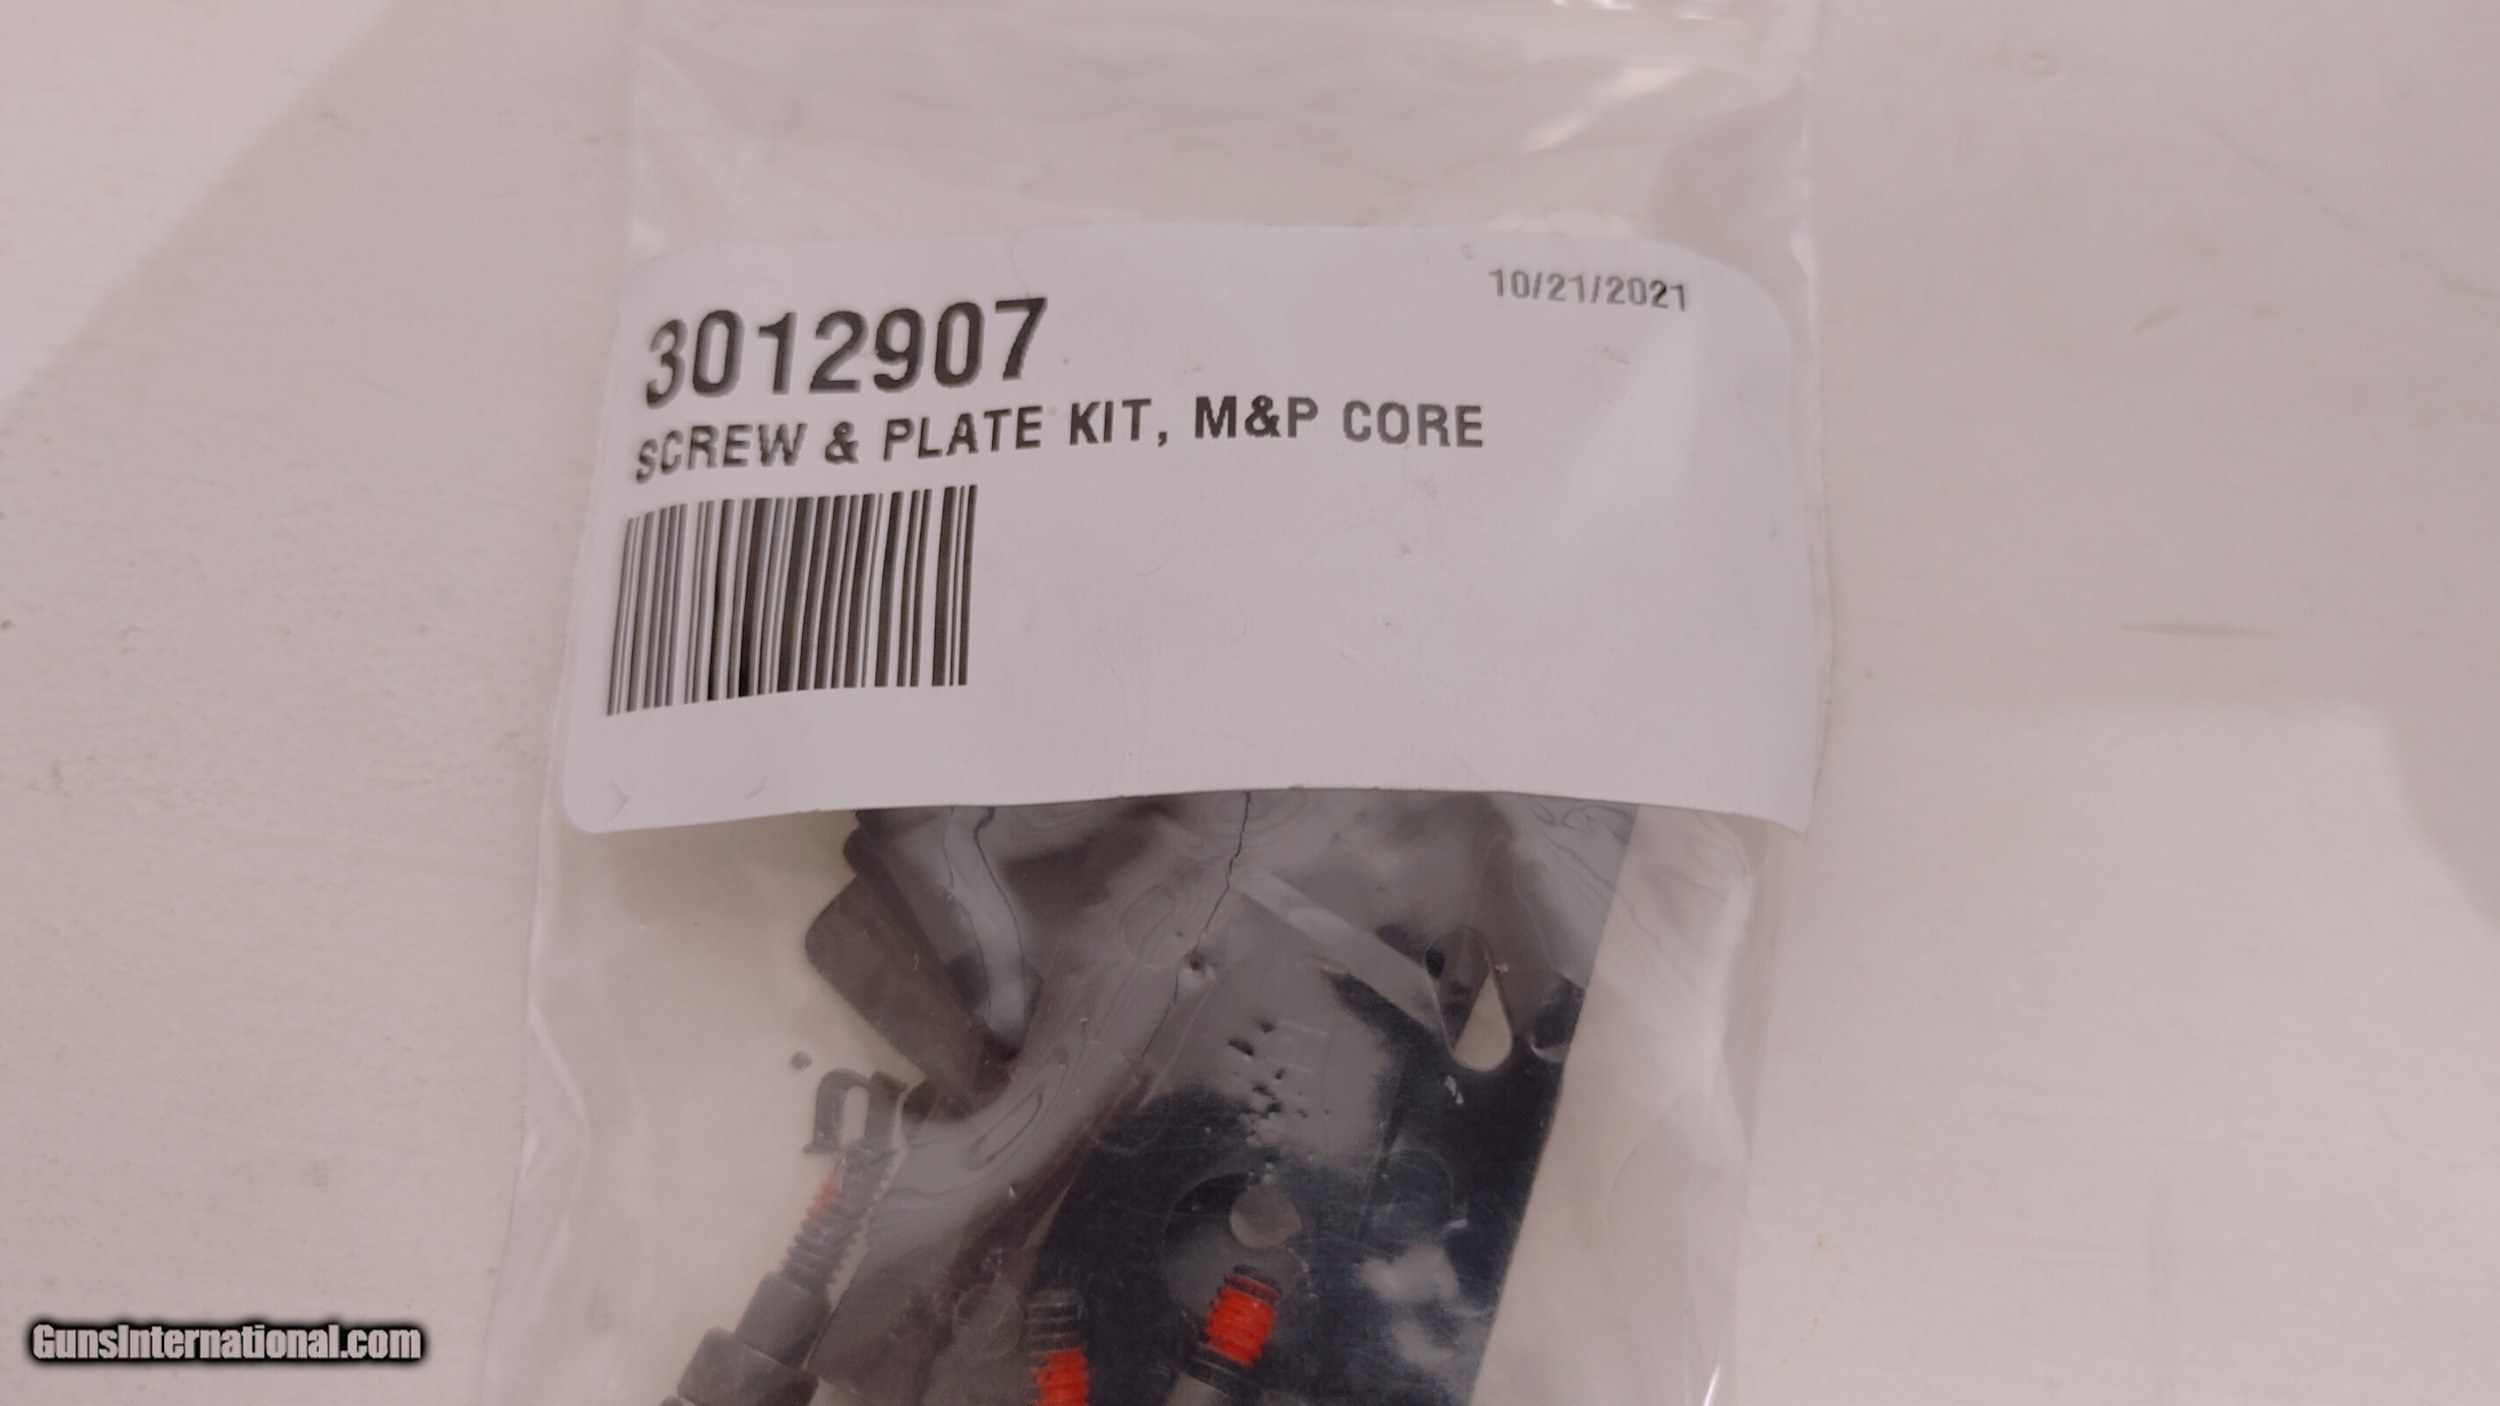 10/21/2021
3012907
SCREW & PLATE KIT, M&P CORE
GunsInternational.com